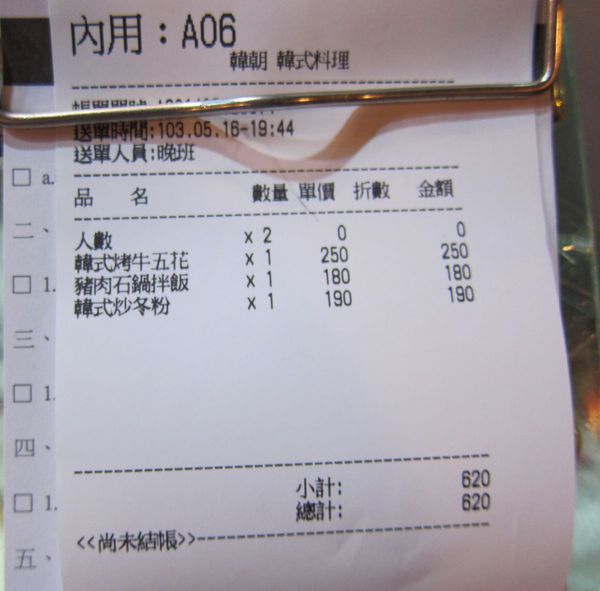 內用：A06
韓朝 韓式料理
送單時間:103.05.16-19:44
送單人員:晚班
品 名 數量 單價 折數 金額
人數 x 2 0 0
韓式烤牛五花 x 1 250 250
豬肉石鍋拌飯 x 1 180 180
韓式炒冬粉 x 1 190 190
小計: 620
總計: 620
<<尚未結帳>>
□ a.
二、
□ 1.
三、
□ 1.
四、
□ 1.
五、